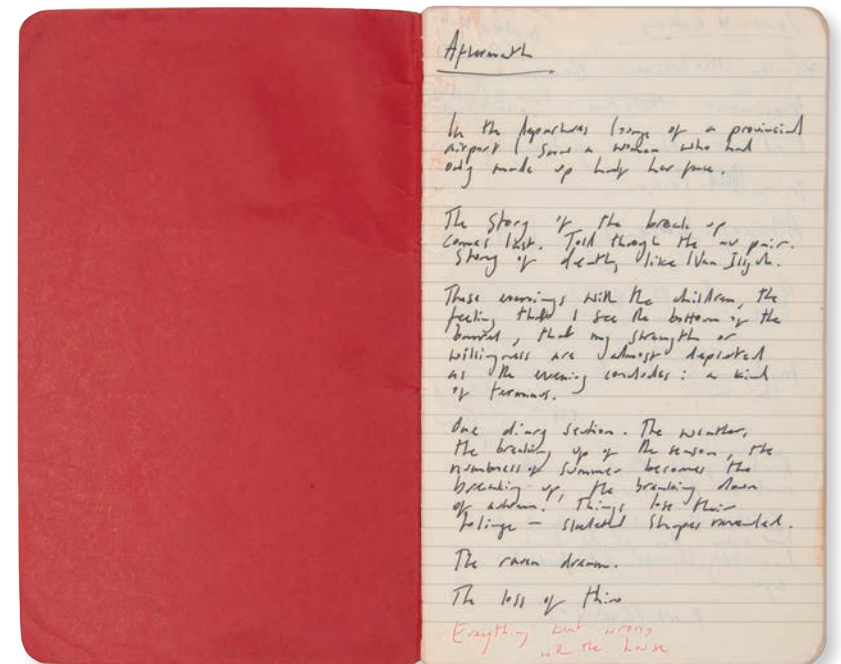 Aftermath
In the departures lounge of a provincial
airport I saw a woman who had
only made up half her face.
The story of the break up
comes last. Told through the au pair.
Story of death, like Ivan Ilych.
These evenings with the children, the
feeling that I see the bottom of the
barrel, that my strength or
willingness are almost depleted
as the evening concludes: a kind
of terminus.
One diary section. The weather,
the breaking up of the season, the
numbness of summer becomes the
breaking up, the breaking down
of autumn. Things lose their
foliage – skeletal shapes revealed.
The raven dream.
The loss of
Everything went wrong
with the house